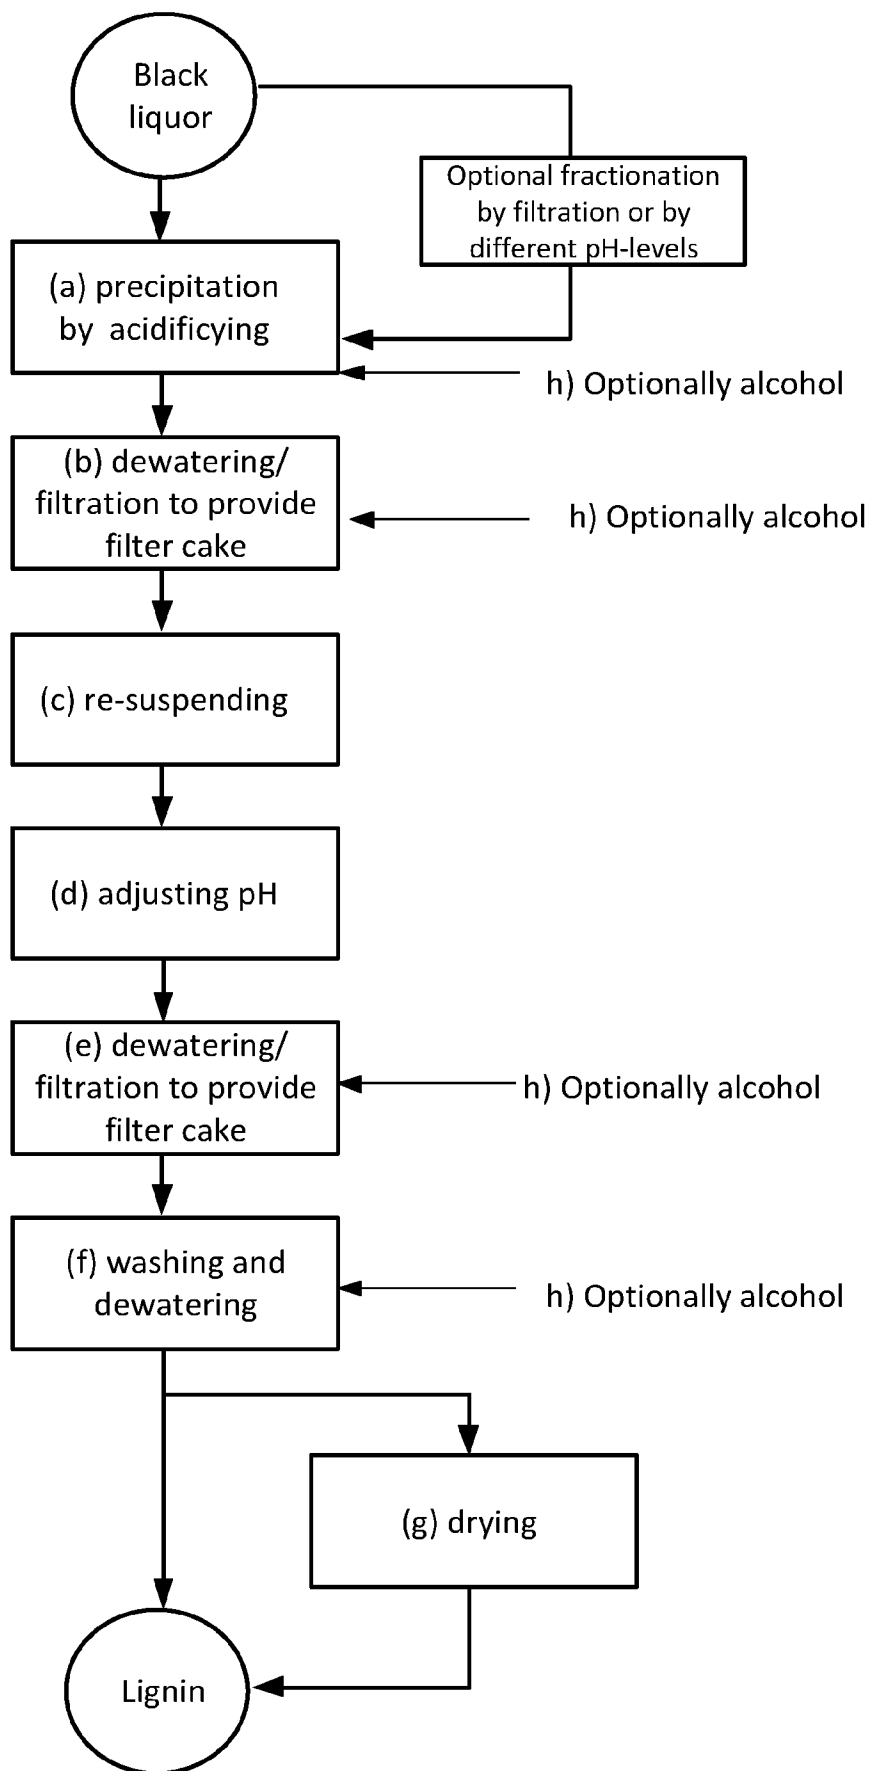 Black
liquor
Optional fractionation
by filtration or by
different pH-levels
(a) precipitation
by acidificying
h) Optionally alcohol
(b) dewatering/
filtration to provide
filter cake
h) Optionally alcohol
(c) re-suspending
(d) adjusting pH
(e) dewatering/
filtration to provide
filter cake
h) Optionally alcohol
(f) washing and
dewatering
h) Optionally alcohol
(g) drying
Lignin